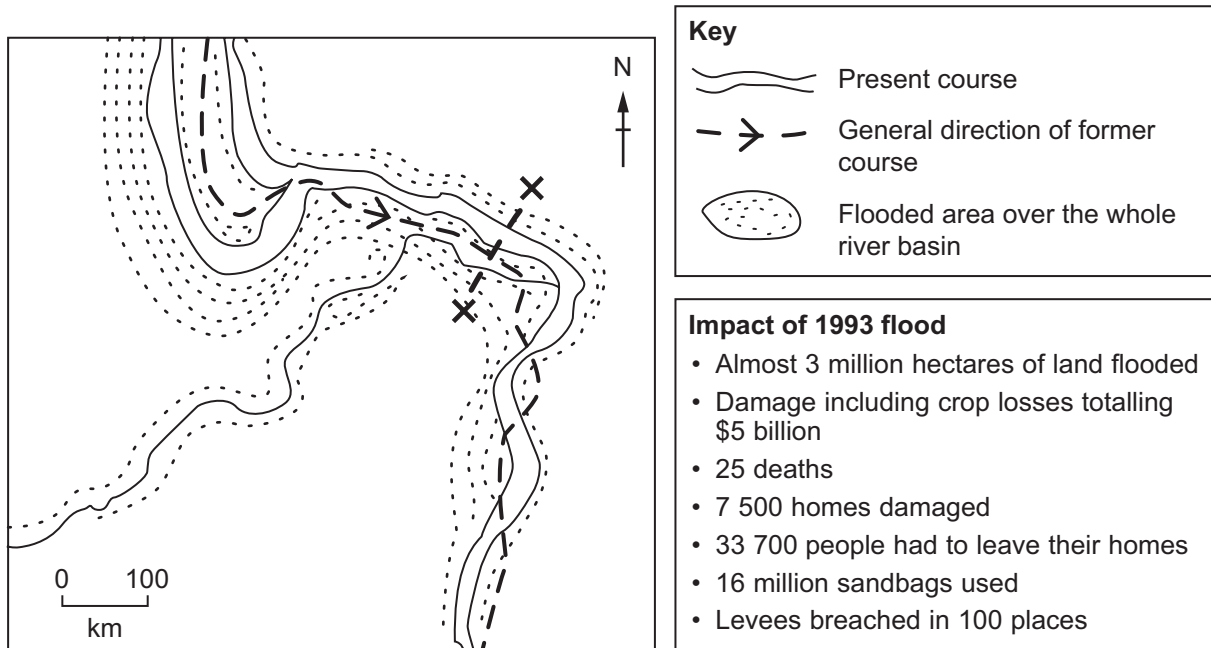 N
0 100
km
Key
Present course
General direction of former
course
Flooded area over the whole
river basin
Impact of 1993 flood
• Almost 3 million hectares of land flooded
• Damage including crop losses totalling
$5 billion
• 25 deaths
• 7 500 homes damaged
• 33 700 people had to leave their homes
• 16 million sandbags used
• Levees breached in 100 places